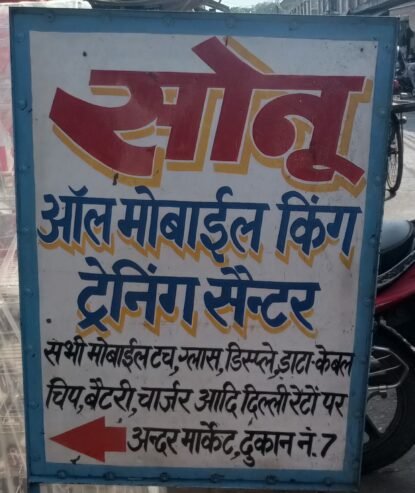 सोनू
ऑल मोबाईल किंग
ट्रेनिंग सैन्टर
सभी मोबाईल टच, ग्लास, डिस्प्ले, डाटा केबल
चिप, बैटरी, चार्जर आदि दिल्ली रेटों पर
अन्दर मार्केट, दुकान नं. 7